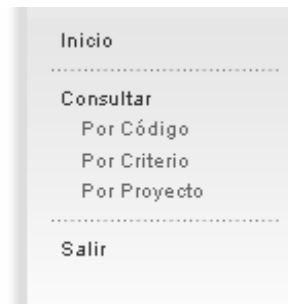 Inicio
Consultar
Por Código
Por Criterio
Por Proyecto
Salir